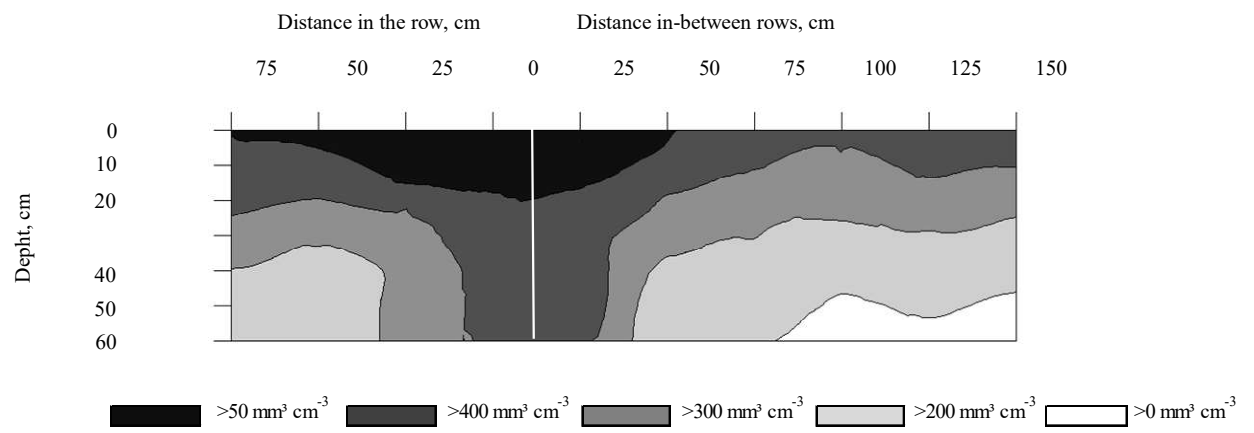 Distance in the row, cm Distance in-between rows, cm
75 50 25 0 25 50 75 100 125 150
Depht, cm
0
10
20
40
50
60
>50 mm³ cm⁻³ >400 mm³ cm⁻³ >300 mm³ cm⁻³ >200 mm³ cm⁻³ >0 mm³ cm⁻³